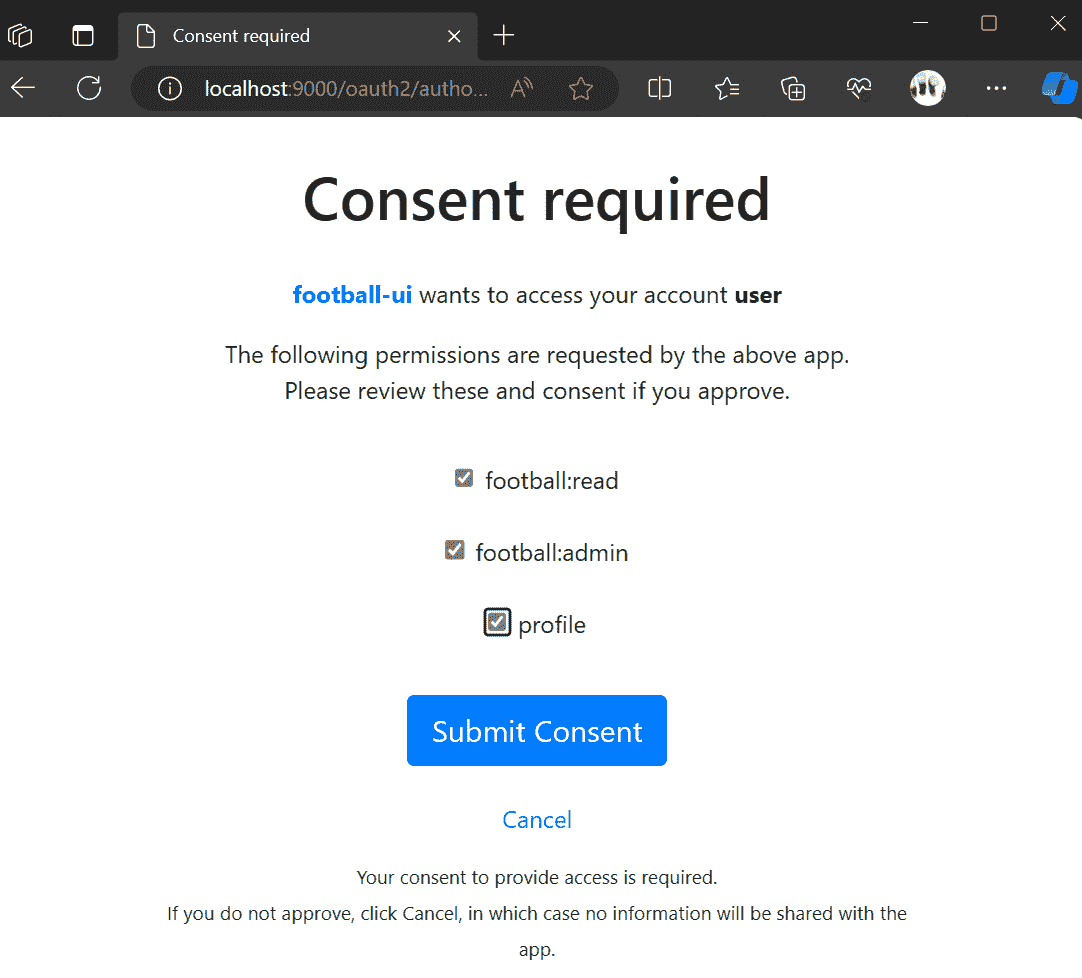 Consent required
localhost:9000/oauth2/autho...
Consent required
football-ui wants to access your account user
The following permissions are requested by the above app.
Please review these and consent if you approve.
football:read
football:admin
profile
Submit Consent
Cancel
Your consent to provide access is required.
If you do not approve, click Cancel, in which case no information will be shared with the
app.